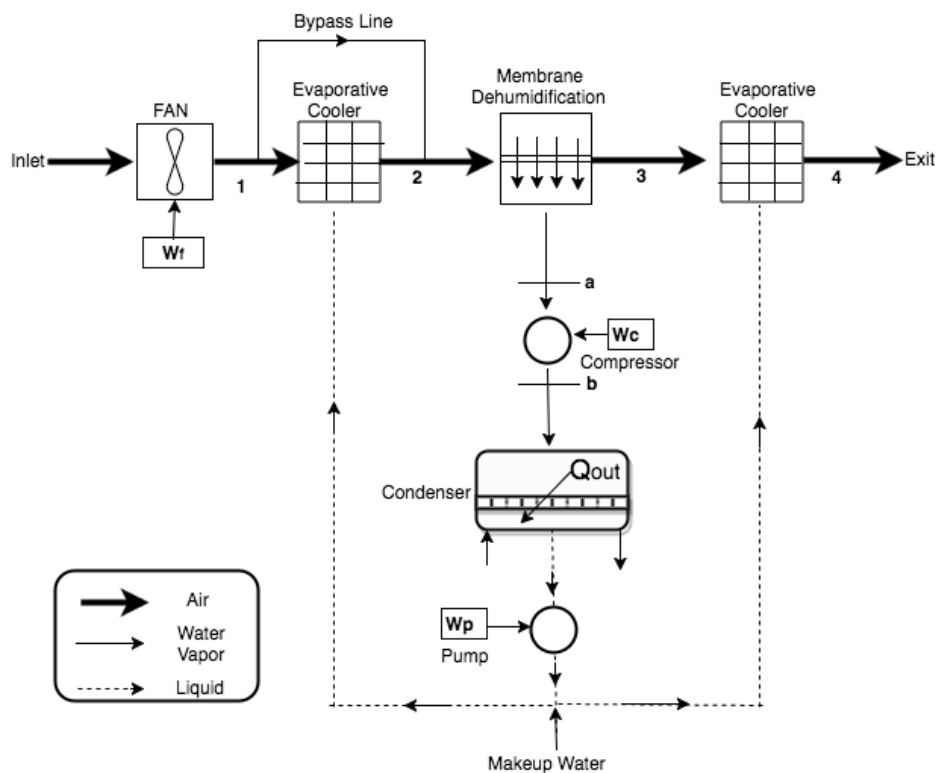 Bypass Line
Evaporative
Cooler
Membrane
Dehumidification
Evaporative
Cooler
FAN
Inlet
1
2
3
4
Exit
Wf
a
Wc
Compressor
b
Qout
Condenser
Air
Water
Vapor
Liquid
Wp
Pump
Makeup Water